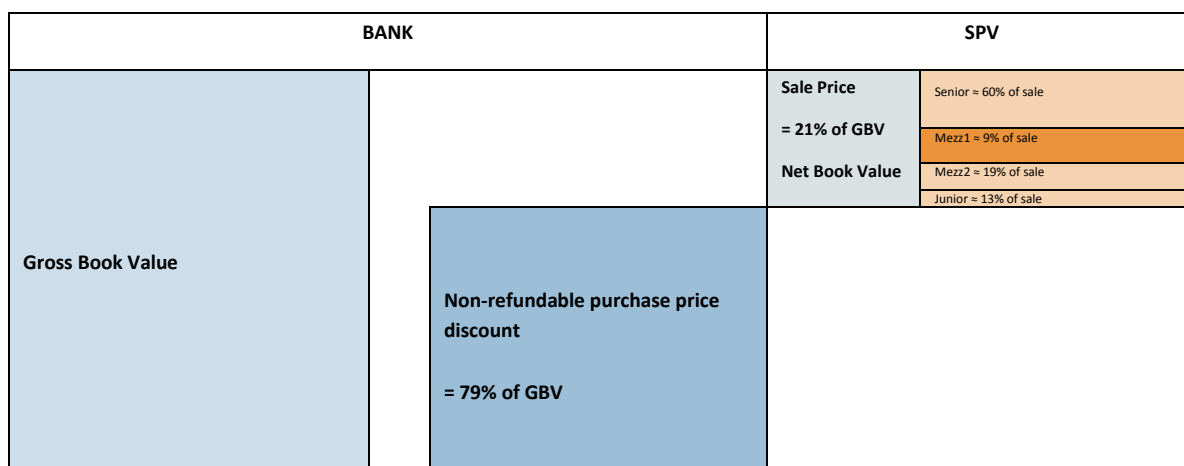 BANK
SPV
Sale Price
= 21% of GBV
Net Book Value
Senior ≈ 60% of sale
Mezz1 ≈ 9% of sale
Mezz2 ≈ 19% of sale
Junior ≈ 13% of sale
Gross Book Value
Non-refundable purchase price
discount
= 79% of GBV